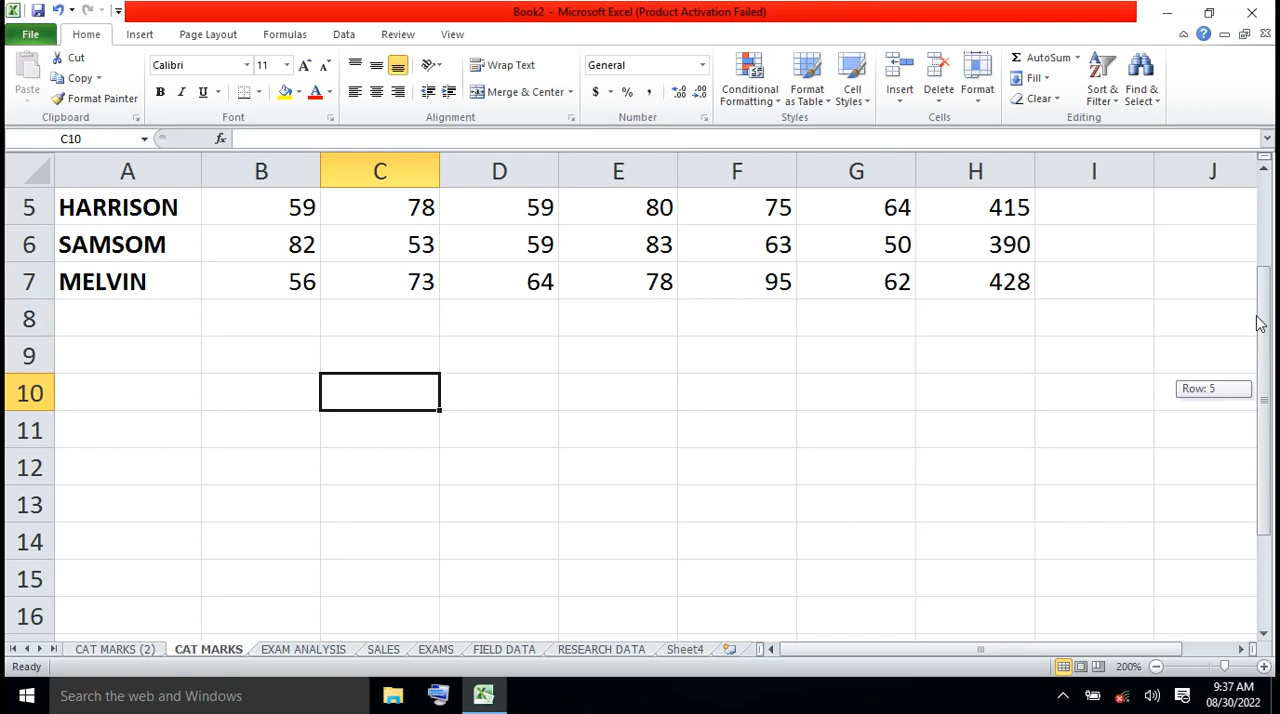 Book2 - Microsoft Excel (Product Activation Failed)
File Home Insert Page Layout Formulas Data Review View
Paste
Cut
Copy
Format Painter
Clipboard
Calibri 11
B I U
Font
Wrap Text
Merge & Center
Alignment
General
$ % ,
Number
Conditional Formatting
Format as Table
Cell Styles
Styles
Insert
Delete
Format
Cells
Σ AutoSum
Fill
Clear
Sort & Filter
Find & Select
Editing
C10 fx
A B C D E F G H I J
5 HARRISON 59 78 59 80 75 64 415
6 SAMSOM 82 53 59 83 63 50 390
7 MELVIN 56 73 64 78 95 62 428
8
9
10
Row: 5
11
12
13
14
15
16
CAT MARKS (2) CAT MARKS EXAM ANALYSIS SALES EXAMS FIELD DATA RESEARCH DATA Sheet4
Ready 200%
Search the web and Windows
9:37 AM
08/30/2022